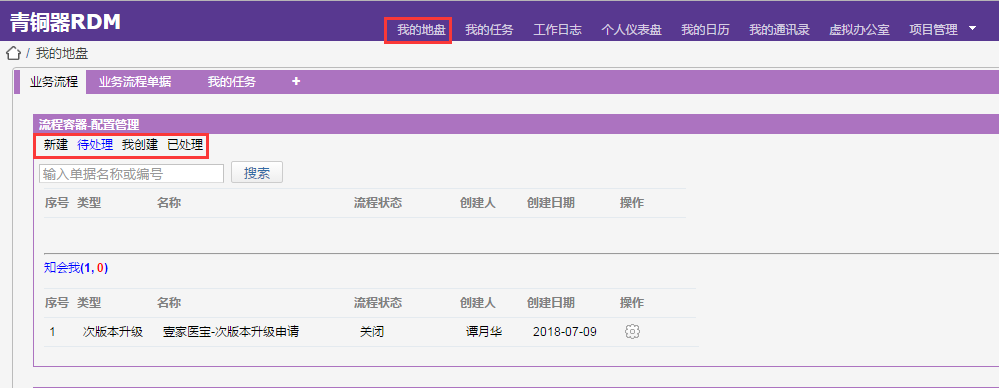 青铜器RDM
我的地盘 我的任务 工作日志 个人仪表盘 我的日历 我的通讯录 虚拟办公室 项目管理
/ 我的地盘
业务流程 业务流程单据 我的任务 +
流程容器-配置管理
新建 待处理 我创建 已处理
输入单据名称或编号 搜索
序号 类型 名称 流程状态 创建人 创建日期 操作
知会我(1, 0)
序号 类型 名称 流程状态 创建人 创建日期 操作
1 次版本升级 壹家医宝-次版本升级申请 关闭 谭月华 2018-07-09